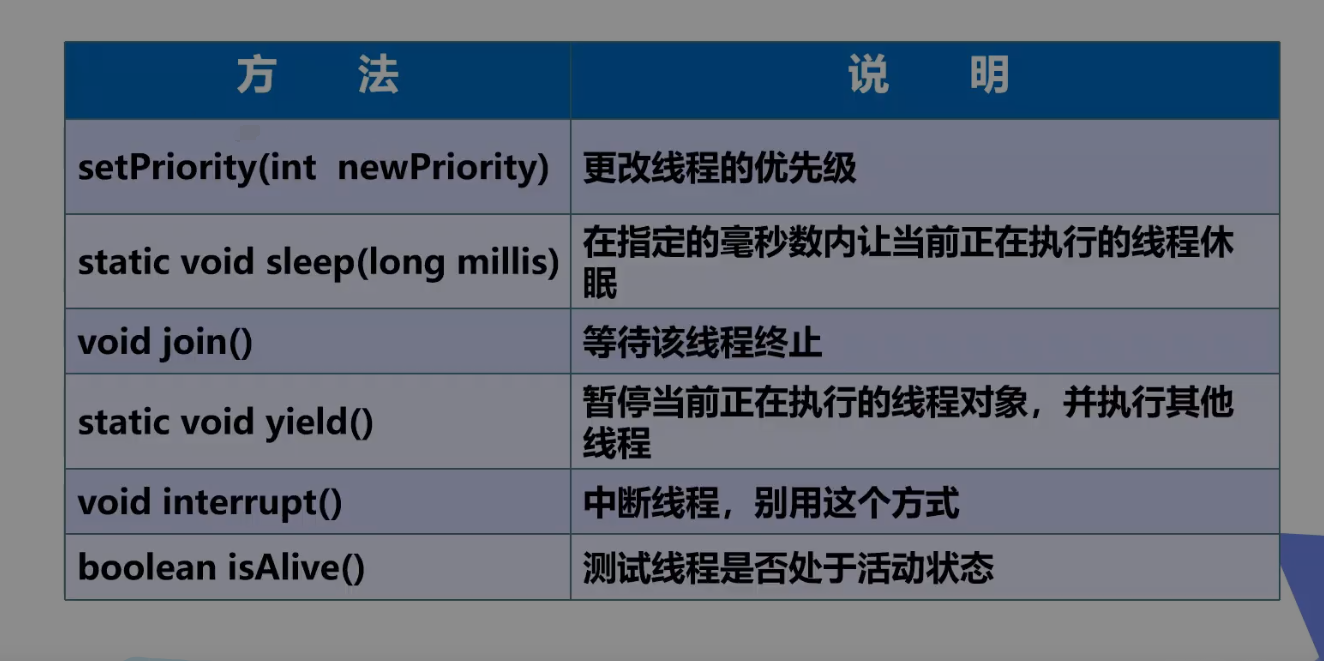 方 法
说 明
setPriority(int newPriority)
更改线程的优先级
static void sleep(long millis)
在指定的毫秒数内让当前正在执行的线程休
眠
void join()
等待该线程终止
static void yield()
暂停当前正在执行的线程对象，并执行其他
线程
void interrupt()
中断线程，别用这个方式
boolean isAlive()
测试线程是否处于活动状态